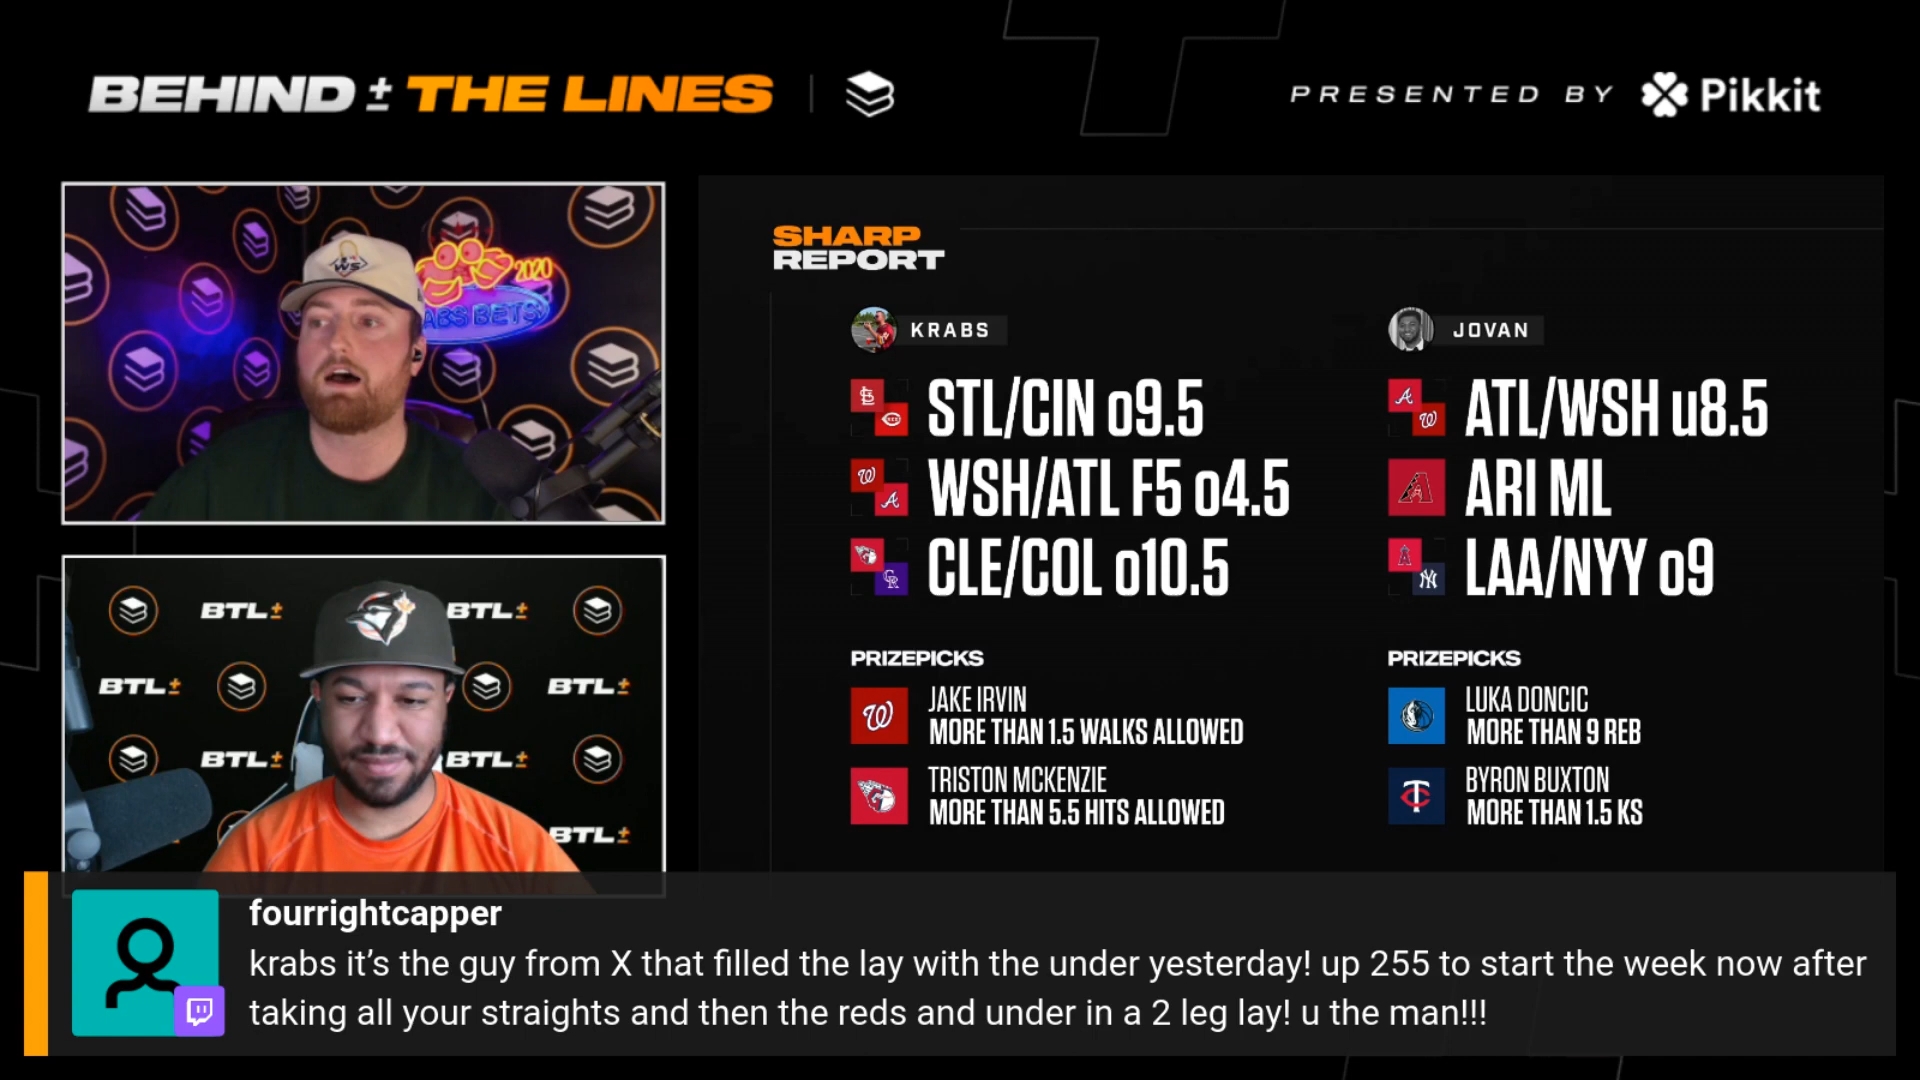 BEHIND ± THE LINES
PRESENTED BY Pikkit
WS
2020
ABS BETS
SHARP
REPORT
KRABS
STL/CIN o9.5
WSH/ATL F5 o4.5
CLE/COL o10.5
PRIZEPICKS
JAKE IRVIN
MORE THAN 1.5 WALKS ALLOWED
TRISTON MCKENZIE
MORE THAN 5.5 HITS ALLOWED
JOVAN
ATL/WSH u8.5
ARI ML
LAA/NYY o9
PRIZEPICKS
LUKA DONCIC
MORE THAN 9 REB
BYRON BUXTON
MORE THAN 1.5 KS
BTL± BTL±
BTL± BTL±
BTL± BTL±
BTL±
fourrightcapper
krabs it’s the guy from X that filled the lay with the under yesterday! up 255 to start the week now after
taking all your straights and then the reds and under in a 2 leg lay! u the man!!!